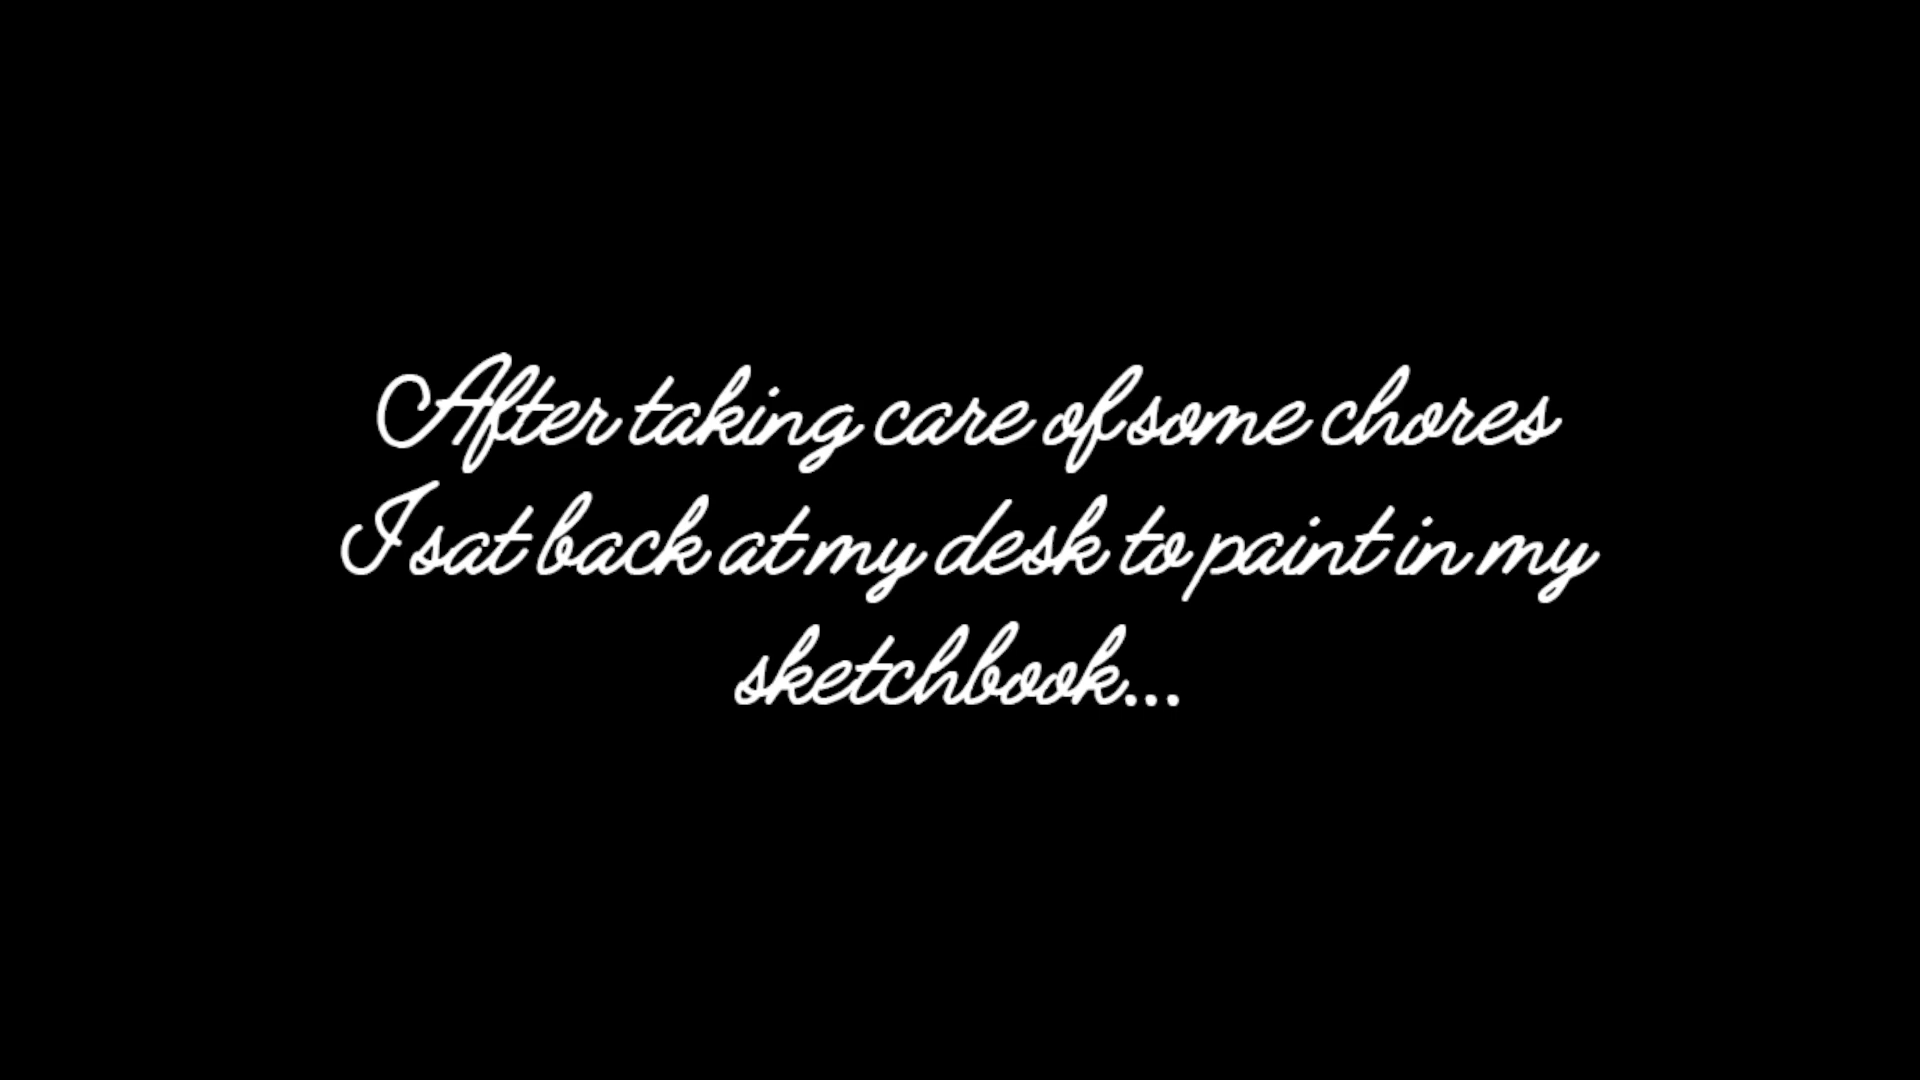 After taking care of some chores
I sat back at my desk to paint in my
sketchbook...